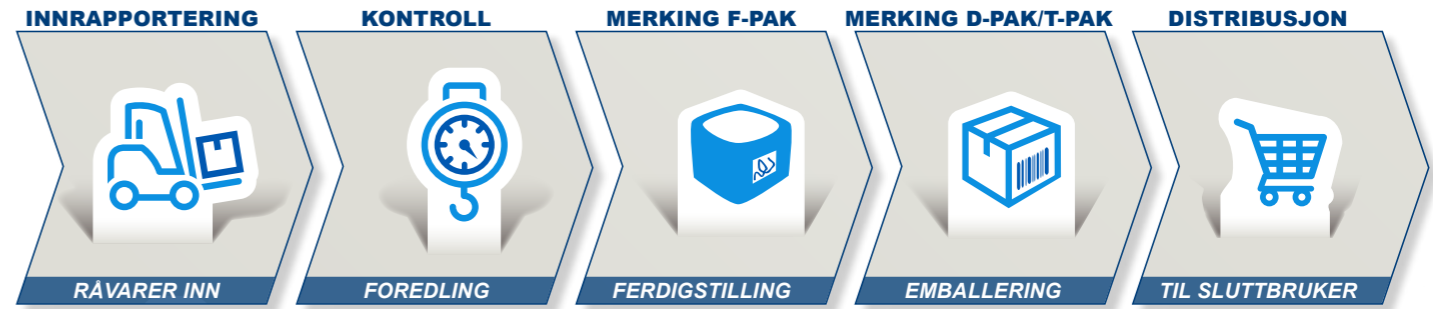 INNRAPPORTERING
KONTROLL
MERKING F-PAK
MERKING D-PAK/T-PAK
DISTRIBUSJON
RÅVARER INN
FOREDLING
FERDIGSTILLING
EMBALLERING
TIL SLUTTBRUKER